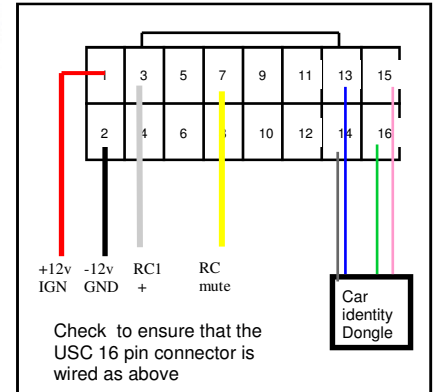 1 3 5 7 9 11 13 15
2 4 6 8 10 12 14 16
+12v -12v RC1 RC
IGN GND + mute
Car
identity
Dongle
Check to ensure that the
USC 16 pin connector is
wired as above